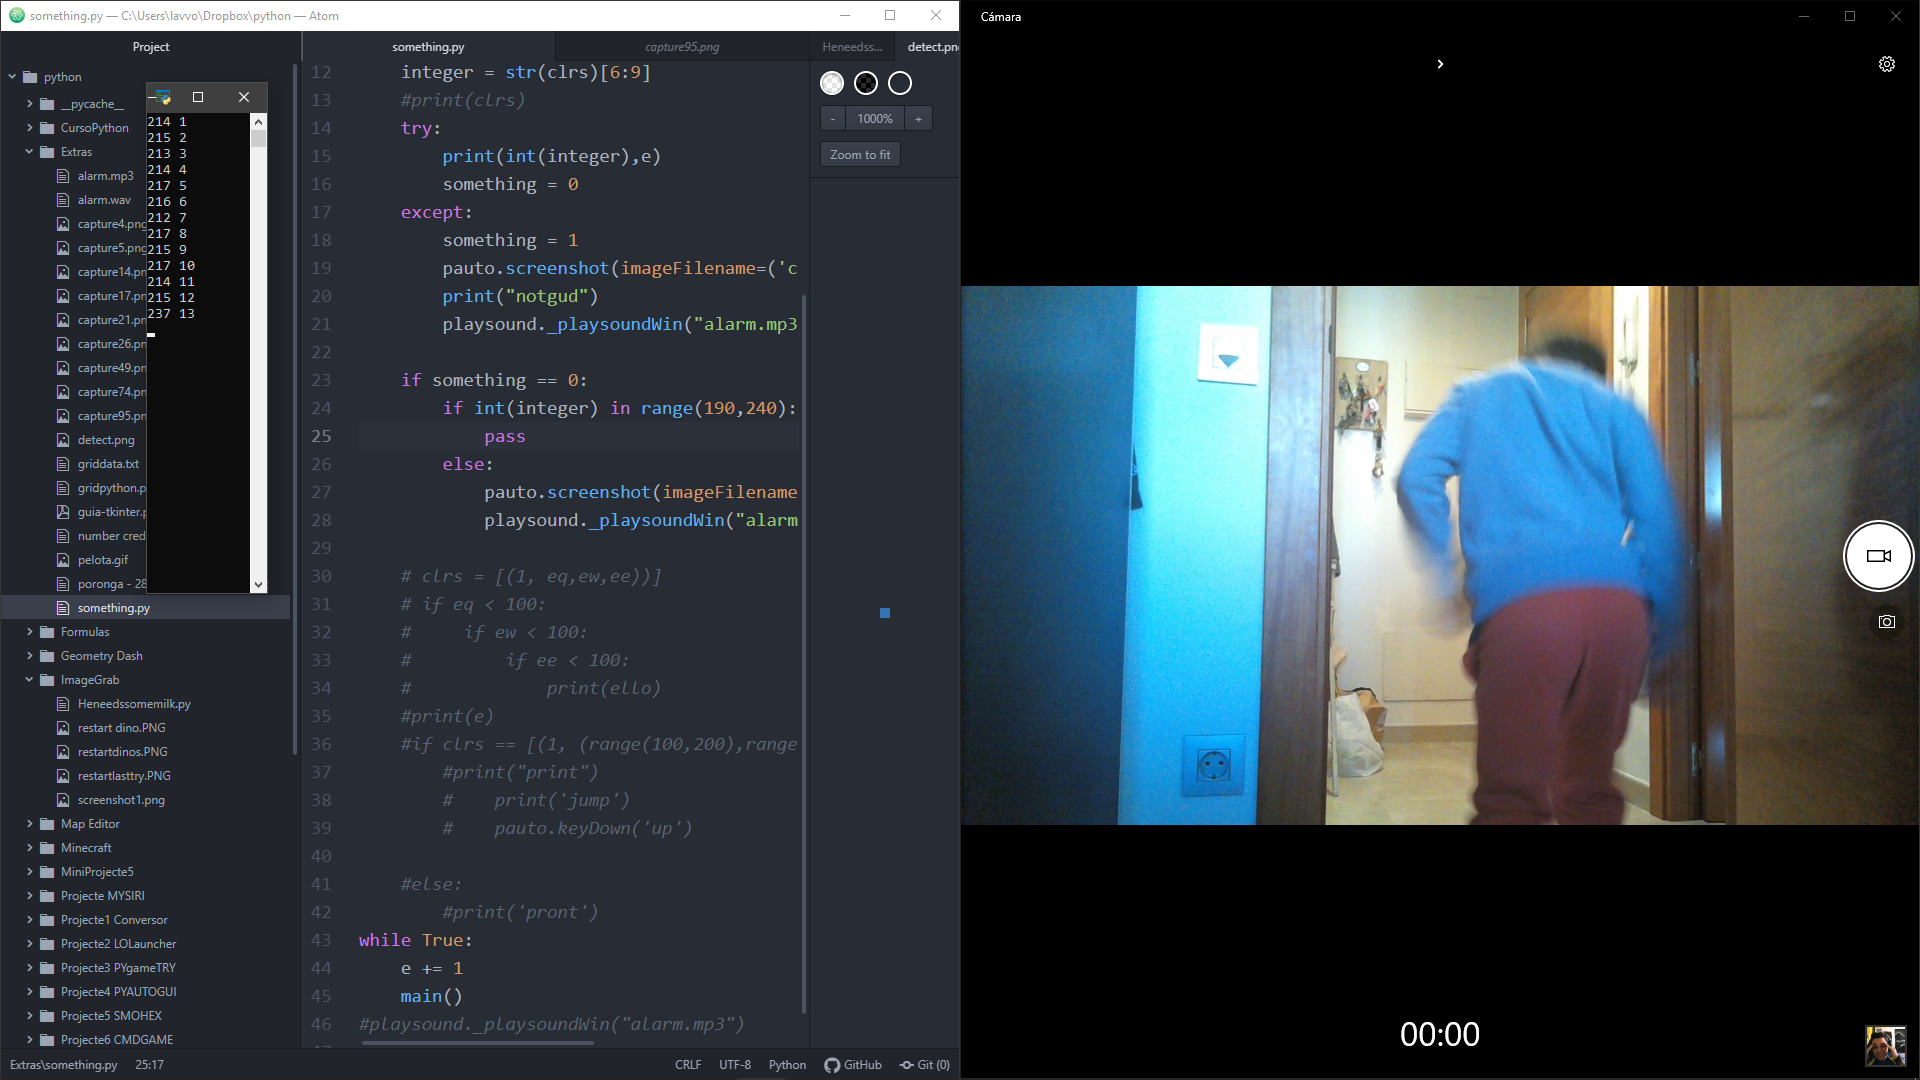 something.py — C:\Users\lavvo\Dropbox\python — Atom
Project
python
__pycache__
CursoPython
Extras
alarm.mp3
alarm.wav
capture4.png
capture5.png
capture14.pn
capture17.pn
capture21.pn
capture26.pn
capture49.pn
capture74.pn
capture95.pn
detect.png
griddata.txt
gridpython.p
guia-tkinter.p
number cred
pelota.gif
poronga - 28
something.py
Formulas
Geometry Dash
ImageGrab
Heneedssomemilk.py
restart dino.PNG
restartdinos.PNG
restartlasttry.PNG
screenshot1.png
Map Editor
Minecraft
MiniProjecte5
Projecte MYSIRI
Projecte1 Conversor
Projecte2 LOLauncher
Projecte3 PYgameTRY
Projecte4 PYAUTOGUI
Projecte5 SMOHEX
Projecte6 CMDGAME
214 1
215 2
213 3
214 4
217 5
216 6
212 7
217 8
215 9
217 10
214 11
215 12
237 13
something.py
capture95.png
Heneedss...
detect.pn
12 integer = str(clrs)[6:9]
13 #print(clrs)
14 try:
15 print(int(integer),e)
16 something = 0
17 except:
18 something = 1
19 pauto.screenshot(imageFilename=('c
20 print("notgud")
21 playsound._playsoundWin("alarm.mp3
22
23 if something == 0:
24 if int(integer) in range(190,240):
25 pass
26 else:
27 pauto.screenshot(imageFilename
28 playsound._playsoundWin("alarm
29
30 # clrs = [(1, eq,ew,ee))]
31 # if eq < 100:
32 # if ew < 100:
33 # if ee < 100:
34 # print(ello)
35 #print(e)
36 #if clrs == [(1, (range(100,200),range
37 #print("print")
38 # print('jump')
39 # pauto.keyDown('up')
40
41 #else:
42 #print('pront')
43 while True:
44 e += 1
45 main()
46 #playsound._playsoundWin("alarm.mp3")
- 1000% +
Zoom to fit
Extras\something.py 25:17
CRLF UTF-8 Python GitHub Git (0)
Cámara
00:00